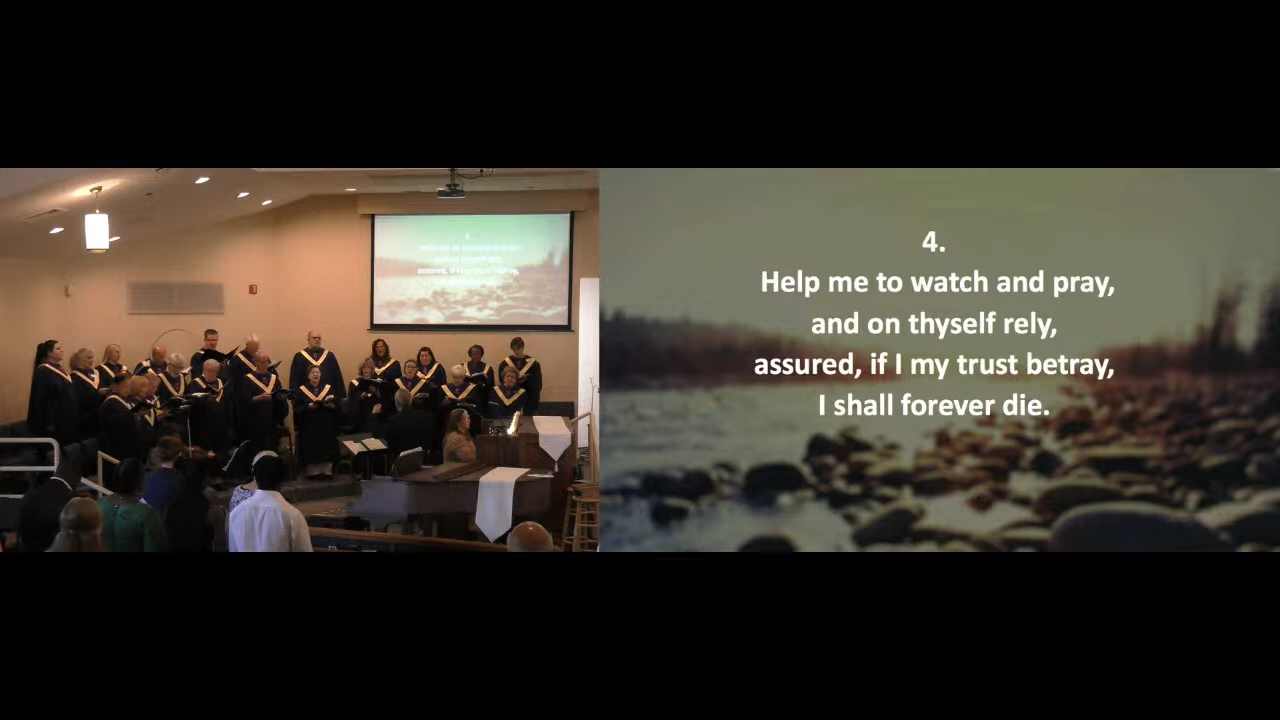 4.
Help me to watch and pray,
and on thyself rely,
assured, if I my trust betray,
I shall forever die.